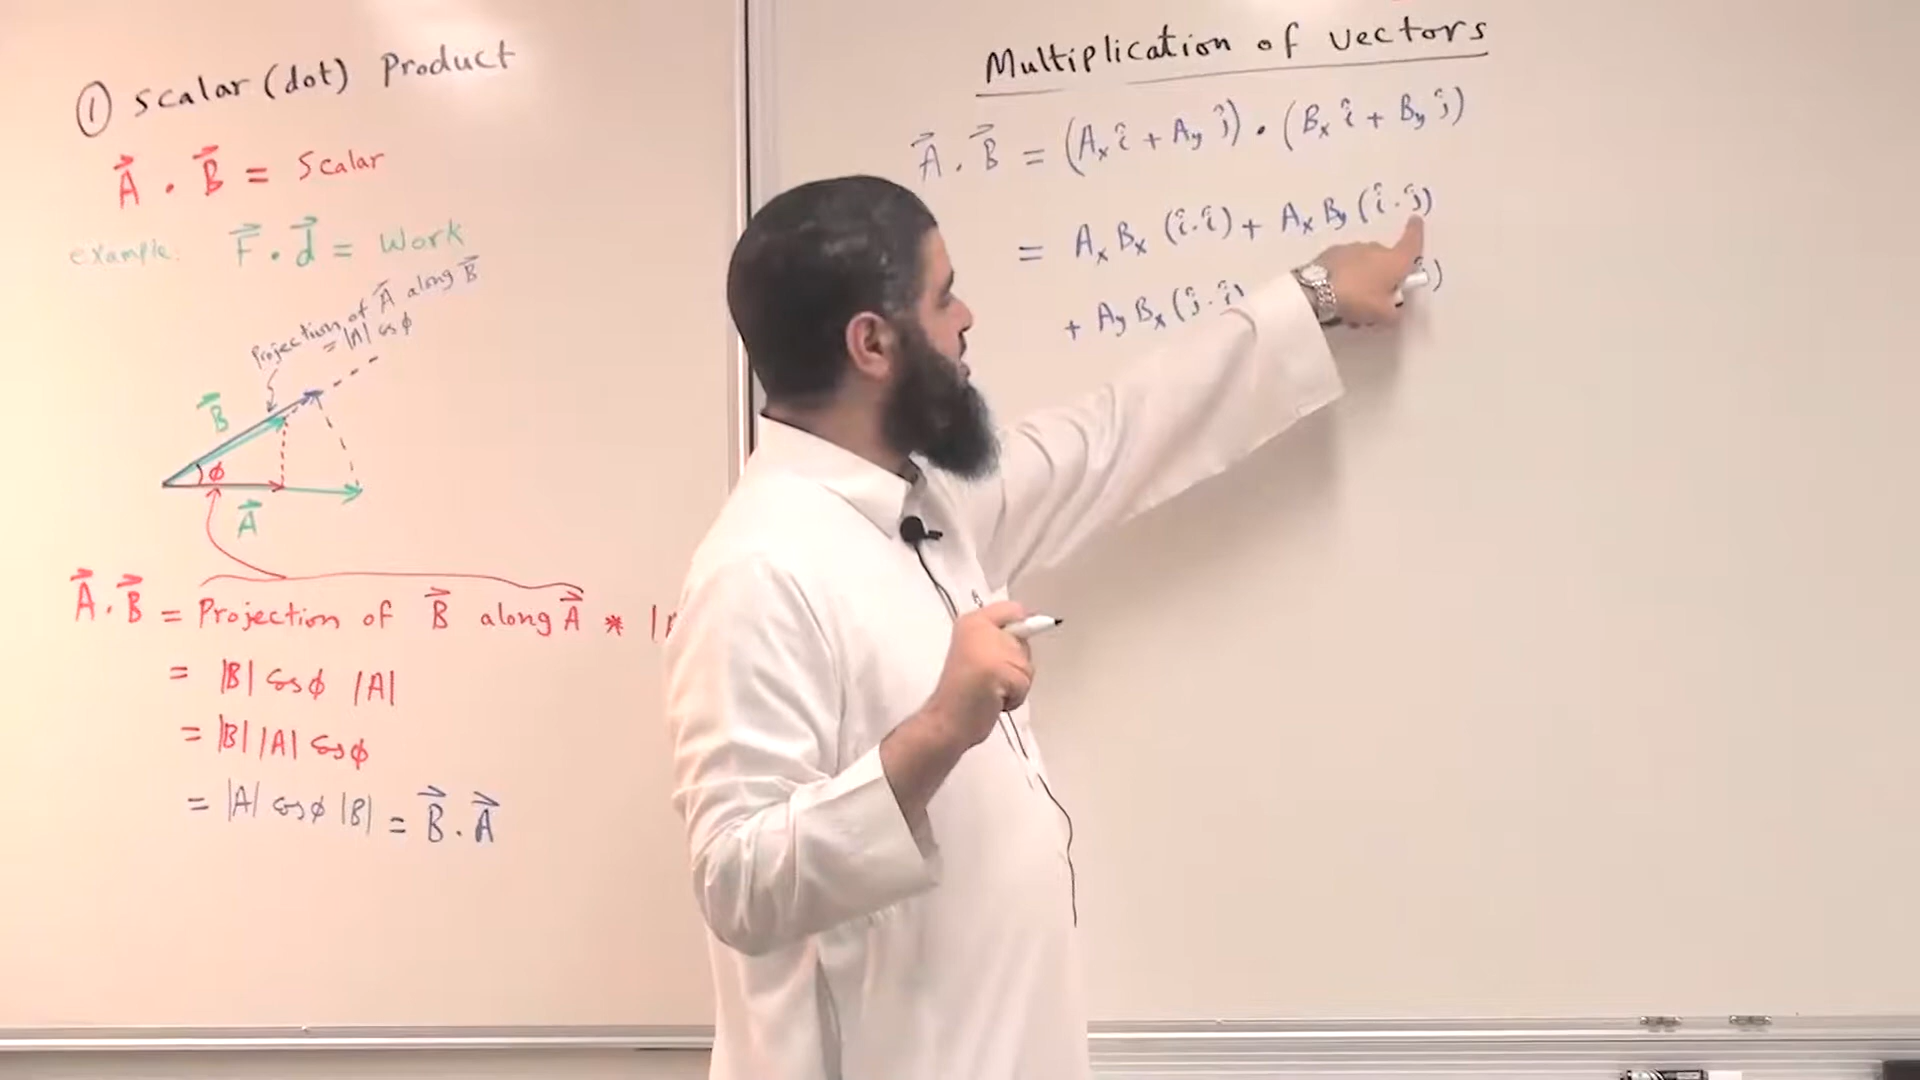 ① Scalar (dot) Product
A⃗ . B⃗ = Scalar
example: F⃗ . d⃗ = Work
Projection of A⃗ along B⃗
= |A| cos ϕ
B⃗
ϕ
A⃗
A⃗ . B⃗ = Projection of B⃗ along A⃗ * |
= |B| cos ϕ |A|
= |B| |A| cos ϕ
= |A| cos ϕ |B| = B⃗ . A⃗
Multiplication of vectors
A⃗ . B⃗ = (Aₓ î + A_y ĵ) • (Bₓ î + B_y ĵ)
= Aₓ Bₓ (î . î) + Aₓ B_y (î . ĵ)
+ A_y Bₓ (ĵ . î)